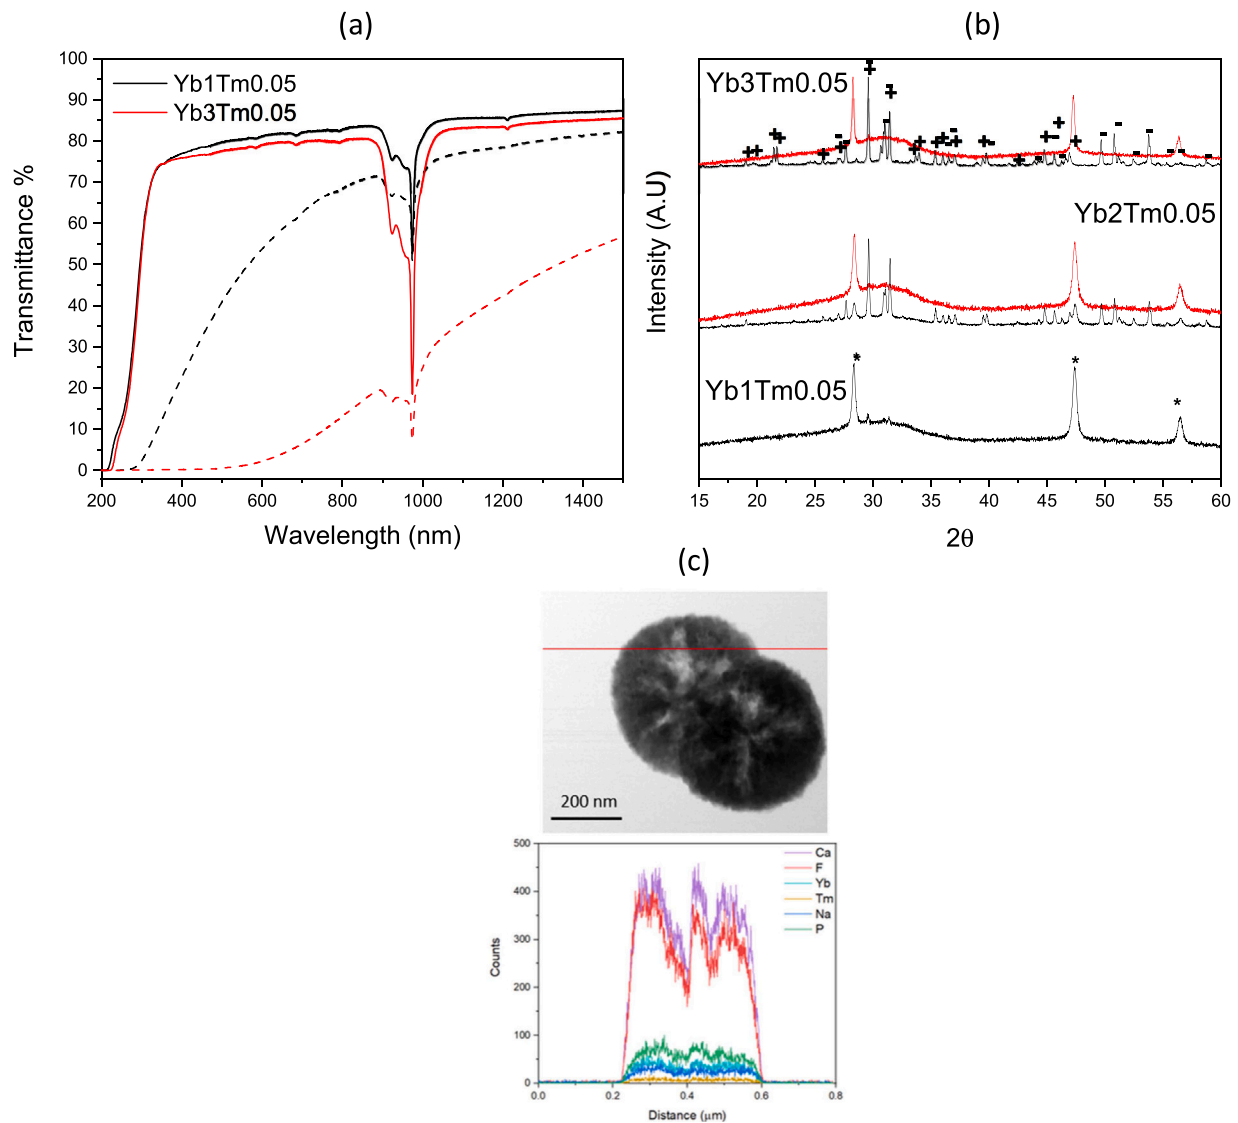 (a)
100
90
80
70
60
50
40
30
20
10
0
Transmittance %
Yb1Tm0.05
Yb3Tm0.05
200 400 600 800 1000 1200 1400
Wavelength (nm)
(b)
Intensity (A.U)
Yb3Tm0.05
Yb2Tm0.05
Yb1Tm0.05
* * *
15 20 25 30 35 40 45 50 55 60
2θ
(c)
200 nm
500
400
300
200
100
0
Counts
Ca
F
Yb
Tm
Na
P
0.0 0.2 0.4 0.6 0.8
Distance (μm)